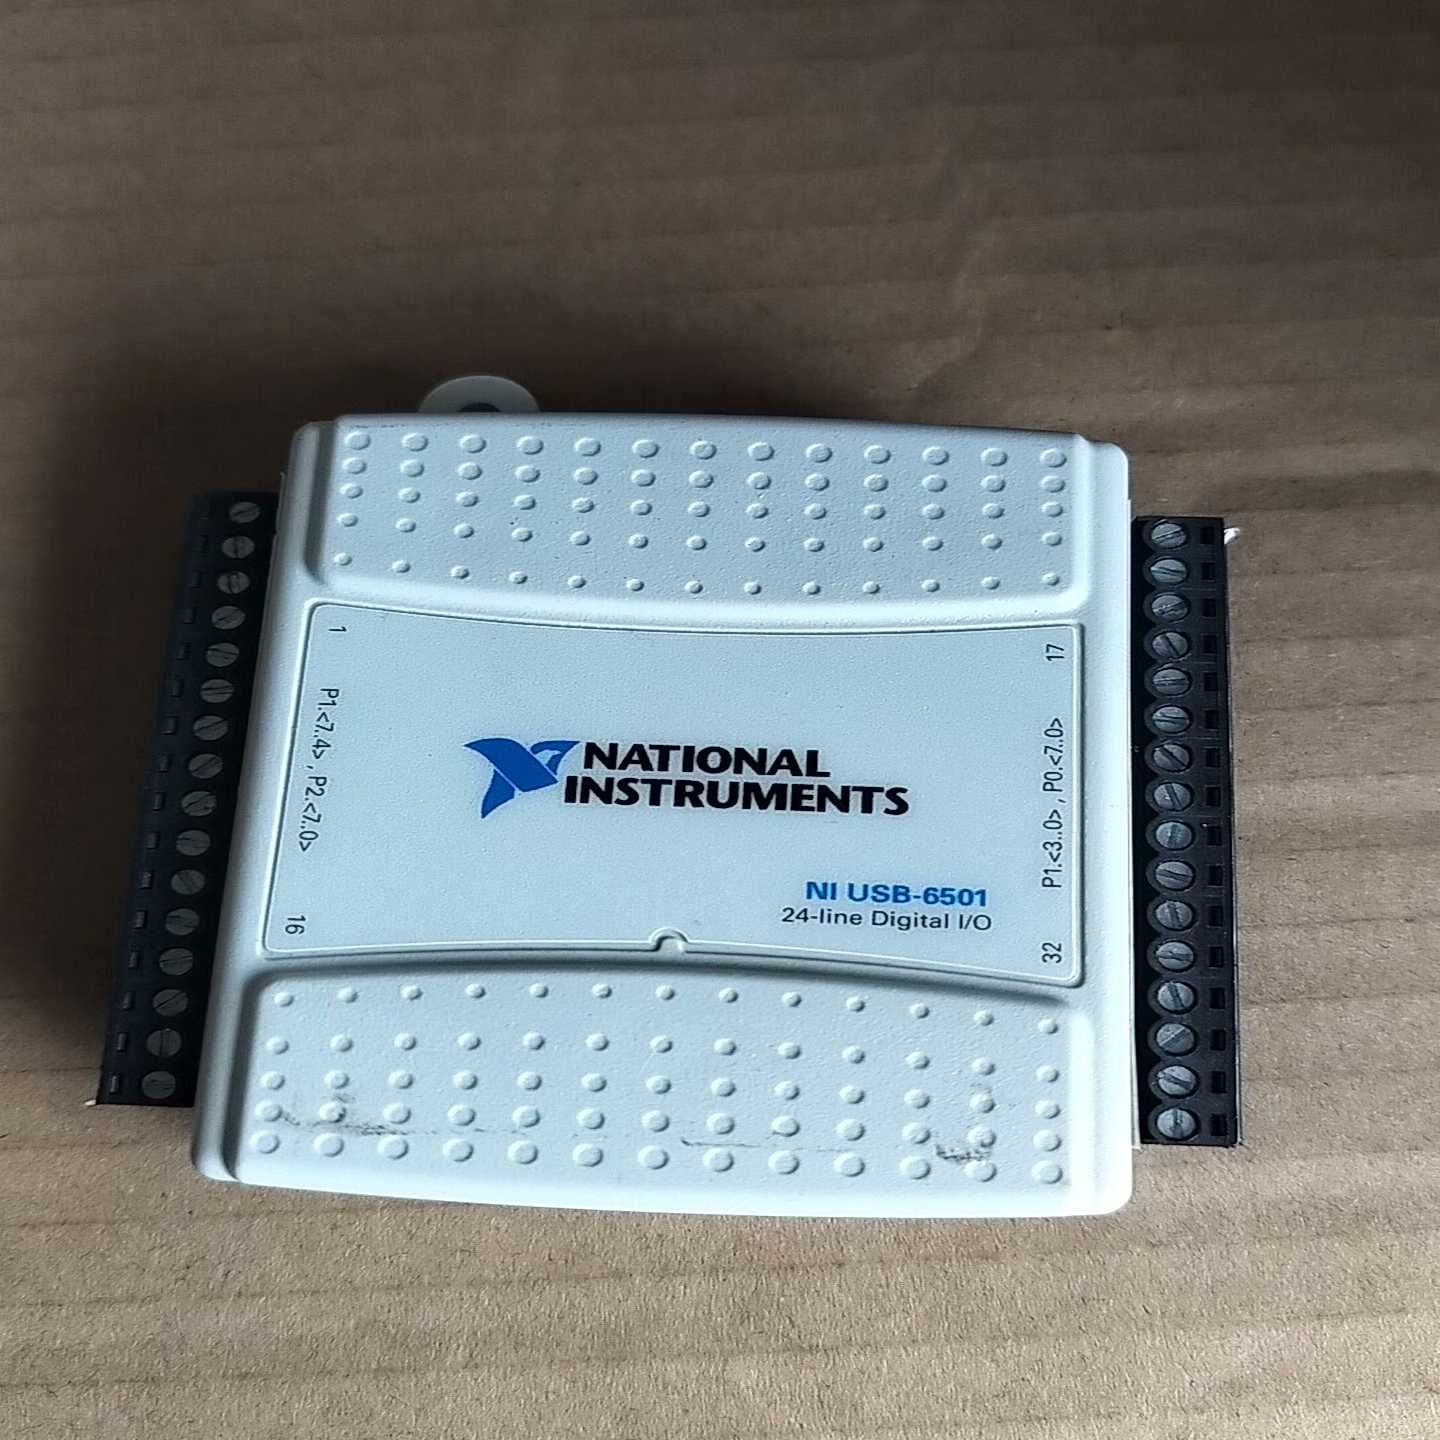 1
P1.<7..4>, P2.<7..0>
16
NATIONAL
INSTRUMENTS
NI USB-6501
24-line Digital I/O
17
P1.<3..0>, P0.<7..0>
32